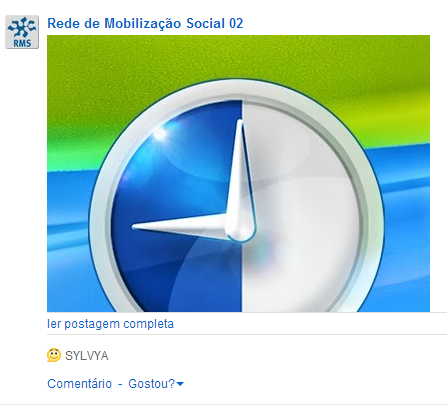 Rede de Mobilização Social 02
RMS
ler postagem completa
SYLVYA
Comentário - Gostou?